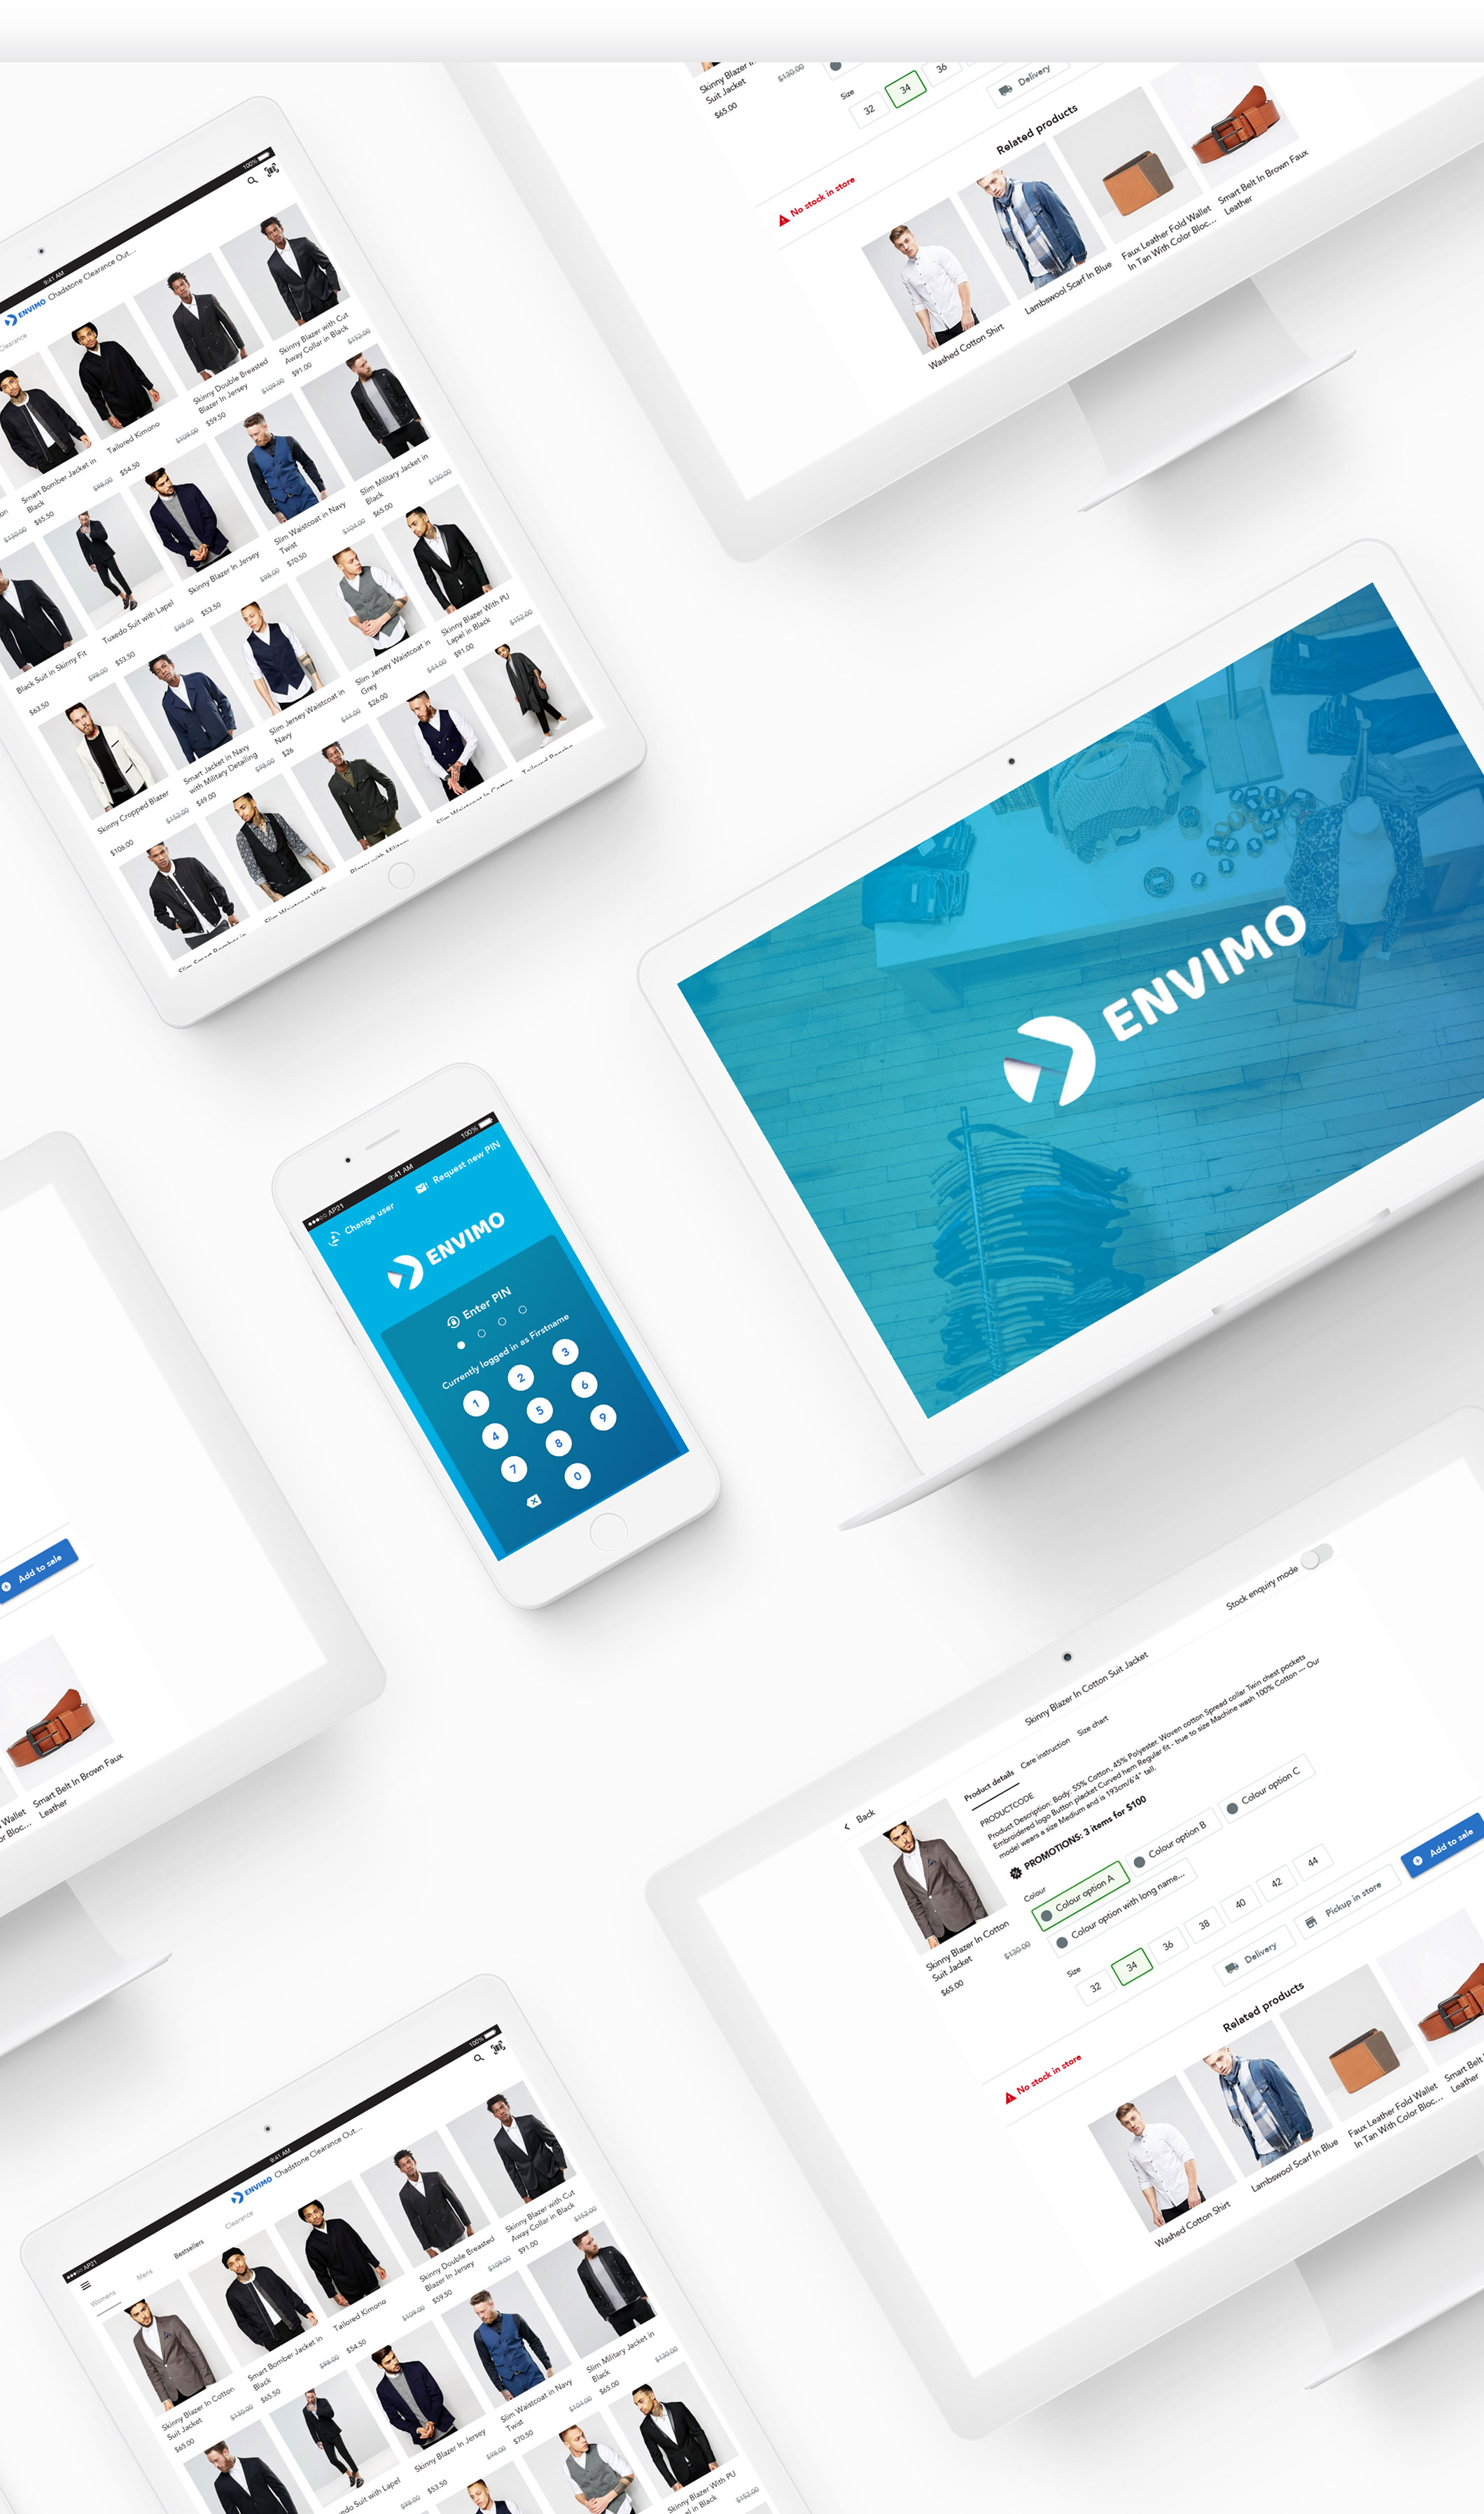 100%
9:41 AM
ENVIMO Chadstone Clearance Out...
Clearance
Smart Bomber Jacket in
Black
$98.00
$65.50
Tailored Kimono
$109.00
$54.50
Skinny Double Breasted
Blazer In Jersey
$109.00
$59.50
Skinny Blazer with Cut
Away Collar in Black
$152.00
$91.00
$130.00
Tuxedo Suit with Lapel
$98.00
$53.50
Skinny Blazer In Jersey
$98.00
$53.50
Slim Waistcoat in Navy
Twist
$104.00
$70.50
Slim Military Jacket in
Black
$130.00
$65.00
Black Suit in Skinny Fit
$98.00
$63.50
Smart Jacket in Navy
with Military Detailing
$98.00
$49.00
Slim Jersey Waistcoat in
Navy
$44.00
$26
Slim Jersey Waistcoat in
Grey
$44.00
$26.00
Skinny Blazer With PU
Lapel in Black
$152.00
$91.00
Skinny Cropped Blazer
$152.00
$106.00
Skinny Blazer In
Suit Jacket
$130.00
$65.00
Size
32
34
36
Delivery
No stock in store
Related products
Washed Cotton Shirt
Lambswool Scarf In Blue
Faux Leather Fold Wallet
In Tan With Color Bloc...
Smart Belt In Brown Faux
Leather
ENVIMO
AP21
9:41 AM
100%
Change user
Request new PIN
ENVIMO
Enter PIN
Currently logged in as Firstname
1
2
3
4
5
6
7
8
9
0
Add to sale
Wallet
or Bloc...
Smart Belt In Brown Faux
Leather
Back
Skinny Blazer In Cotton Suit Jacket
Stock enquiry mode
Product details
Care instruction
Size chart
PRODUCTCODE
Product Description: Body: 55% Cotton, 45% Polyester. Woven cotton Spread collar Twin chest pockets
Embroidered logo Button placket Curved hem Regular fit - true to size Machine wash 100% Cotton — Our
model wears a size Medium and is 193cm/6'4" tall.
PROMOTIONS: 3 items for $100
Colour
Colour option A
Colour option B
Colour option C
Colour option with long name...
Skinny Blazer In Cotton
Suit Jacket
$130.00
$65.00
Size
32
34
36
38
40
42
44
Delivery
Pickup in store
Add to sale
No stock in store
Related products
Washed Cotton Shirt
Lambswool Scarf In Blue
Faux Leather Fold Wallet
In Tan With Color Bloc...
Smart Belt
Leather
AP21
9:41 AM
100%
ENVIMO Chadstone Clearance Out...
Womens
Mens
Bestsellers
Clearance
Skinny Blazer In Cotton
Suit Jacket
$130.00
$65.00
Smart Bomber Jacket in
Black
$98.00
$65.50
Tailored Kimono
$109.00
$54.50
Skinny Double Breasted
Blazer In Jersey
$109.00
$59.50
Skinny Blazer with Cut
Away Collar in Black
$152.00
$91.00
edo Suit with Lapel
$98.00
$53.50
Skinny Blazer In Jersey
$98.00
Slim Waistcoat in Navy
Twist
$104.00
$70.50
Slim Military Jacket in
Black
$130.00
$65.00
Skinny Blazer With PU
Lapel in Black
$152.00